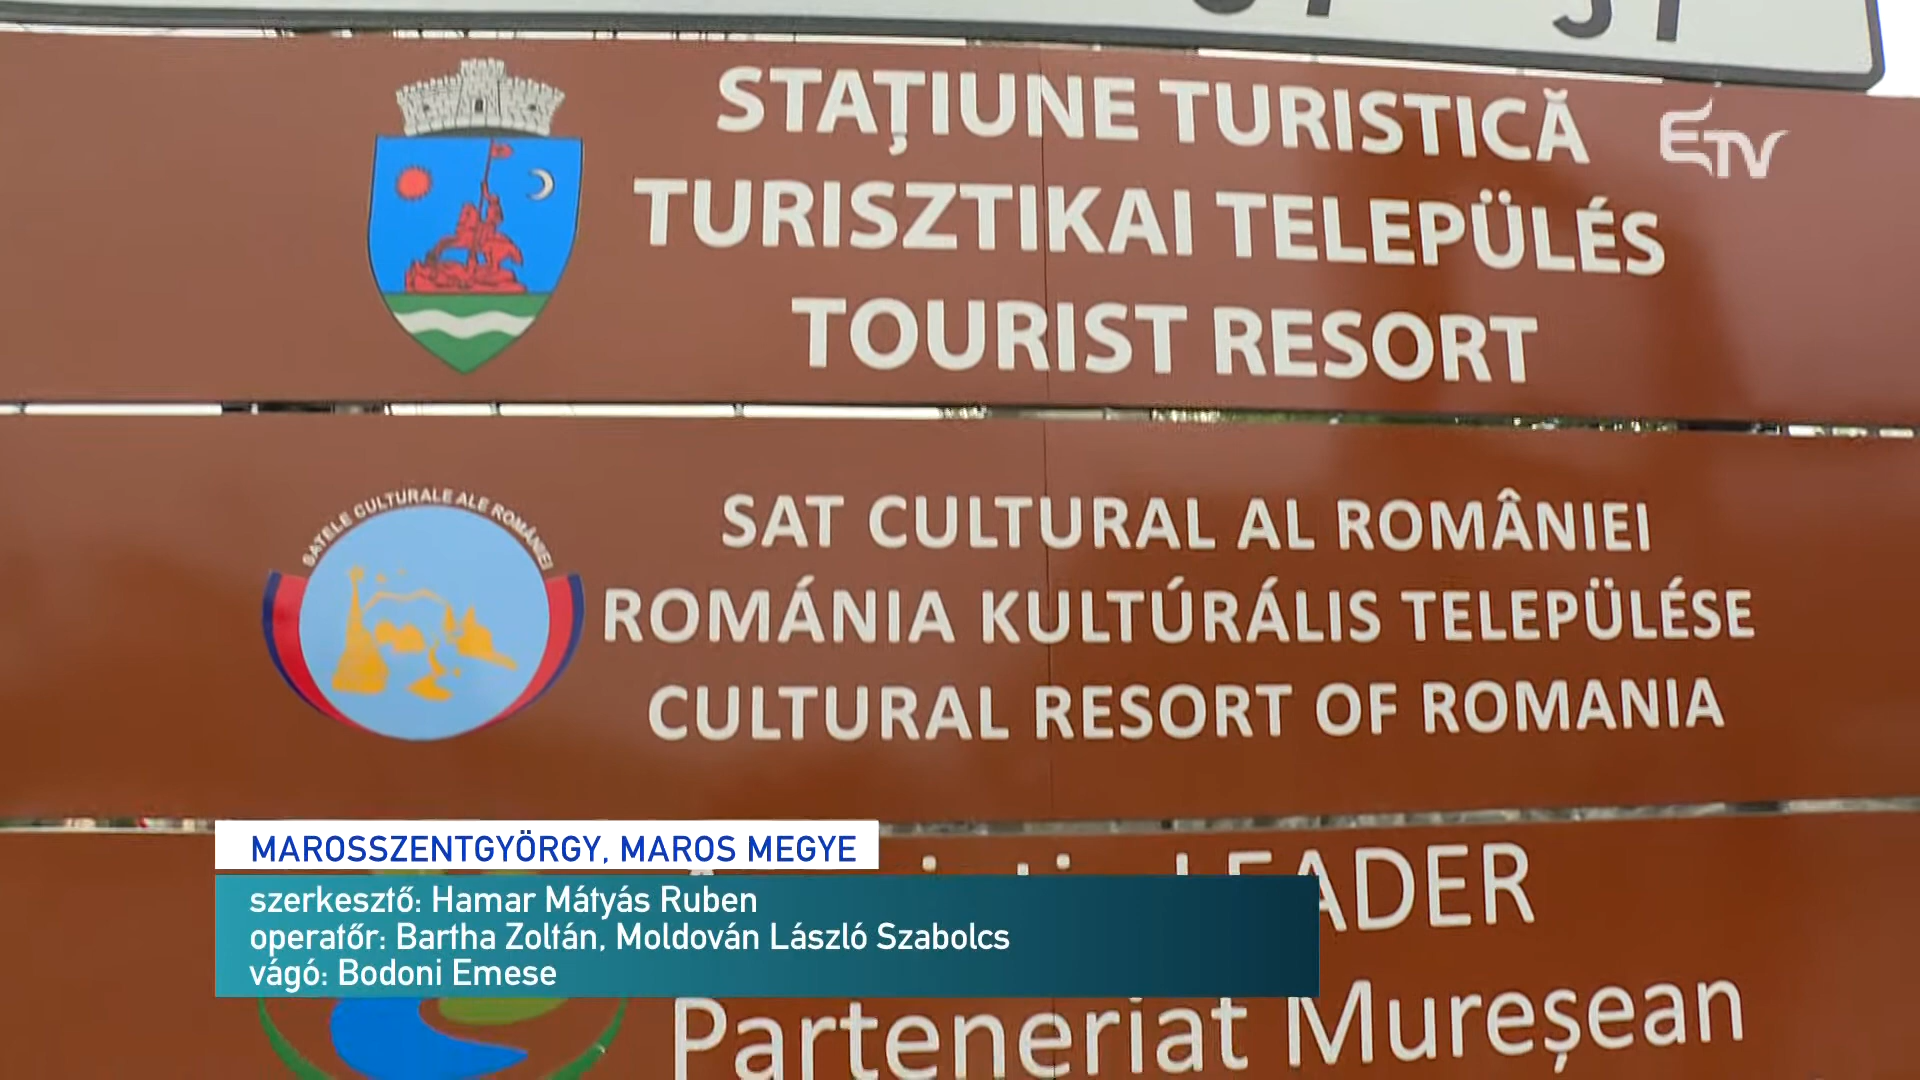 STAȚIUNE TURISTICĂ
TURISZTIKAI TELEPÜLÉS
TOURIST RESORT
ETV
SATELE CULTURALE ALE ROMÂNIEI
SAT CULTURAL AL ROMÂNIEI
ROMÁNIA KULTÚRÁLIS TELEPÜLÉSE
CULTURAL RESORT OF ROMANIA
MAROSSZENTGYÖRGY, MAROS MEGYE
szerkesztő: Hamar Mátyás Ruben
operatőr: Bartha Zoltán, Moldován László Szabolcs
vágó: Bodoni Emese
LEADER
Parteneriat Mureșean